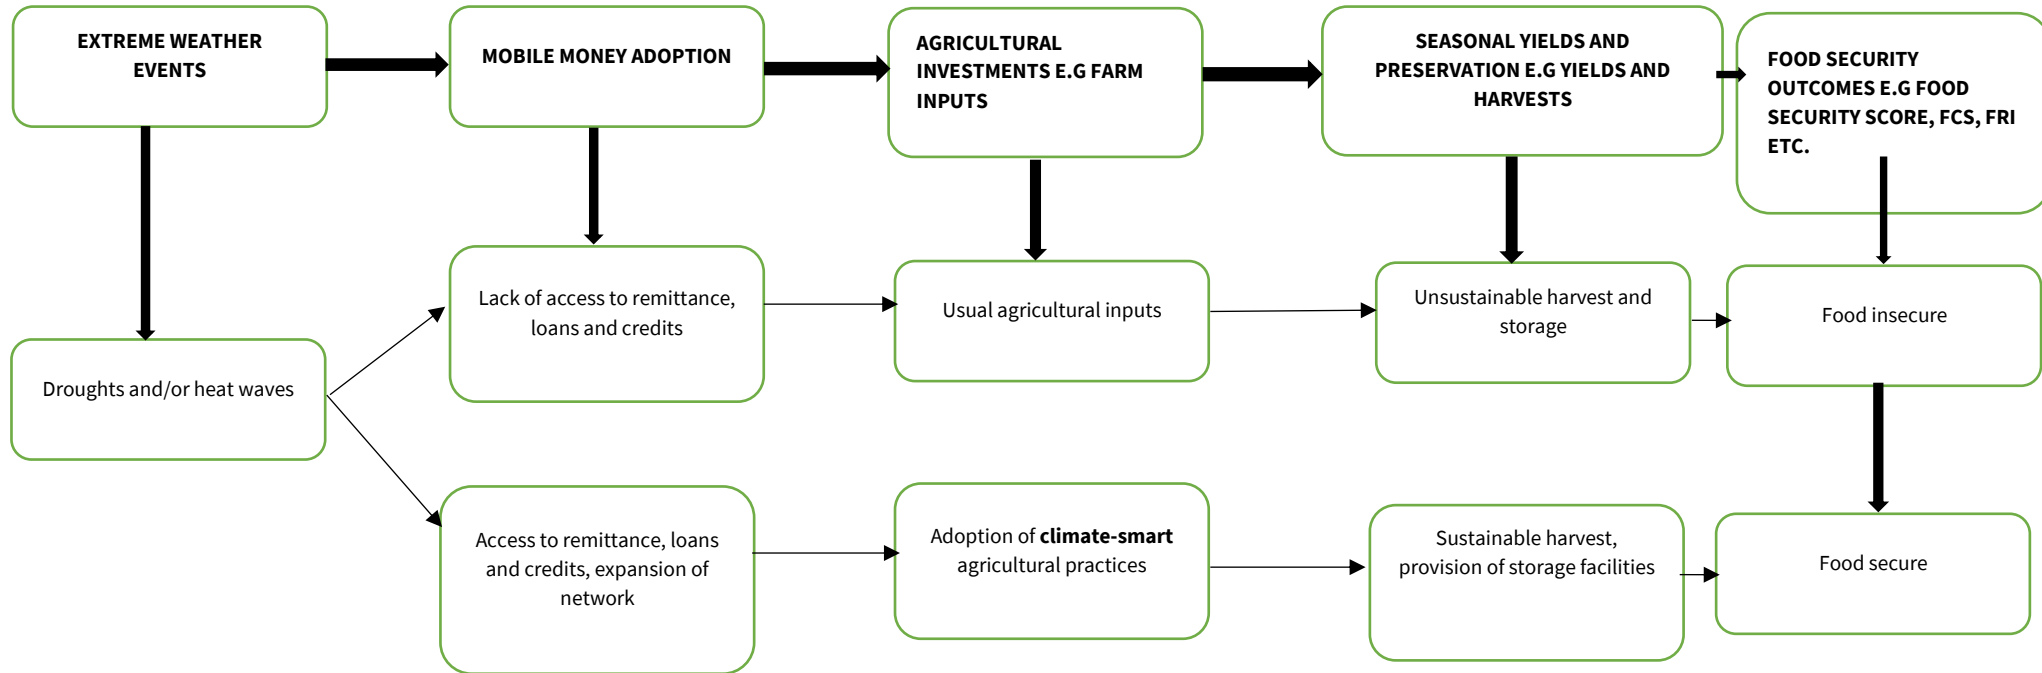 EXTREME WEATHER
EVENTS
MOBILE MONEY ADOPTION
AGRICULTURAL
INVESTMENTS E.G FARM
INPUTS
SEASONAL YIELDS AND
PRESERVATION E.G YIELDS AND
HARVESTS
FOOD SECURITY
OUTCOMES E.G FOOD
SECURITY SCORE, FCS, FRI
ETC.
Lack of access to remittance,
loans and credits
Usual agricultural inputs
Unsustainable harvest and
storage
Food insecure
Droughts and/or heat waves
Access to remittance, loans
and credits, expansion of
network
Adoption of climate-smart
agricultural practices
Sustainable harvest,
provision of storage facilities
Food secure